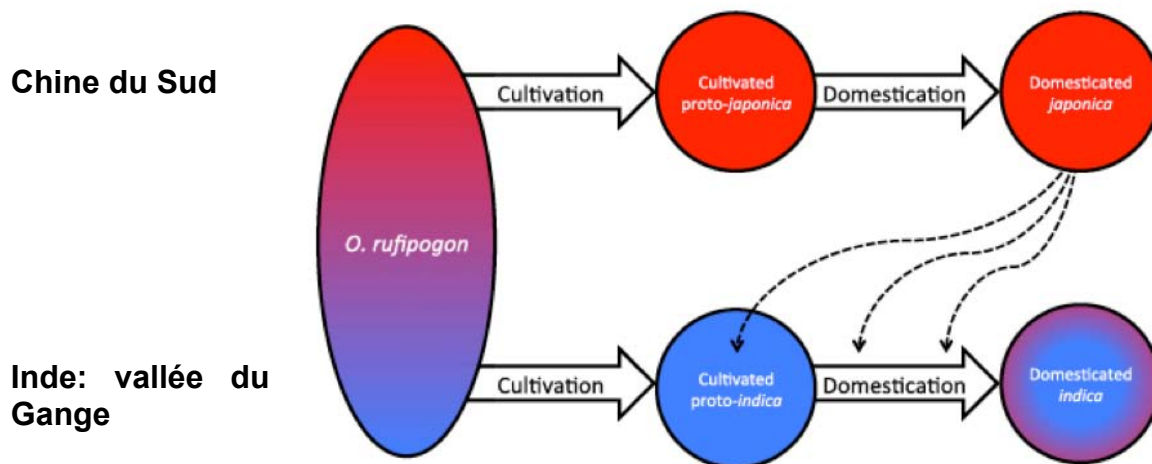 Chine du Sud
Cultivation
Cultivated
proto-japonica
Domestication
Domesticated
japonica
O. rufipogon
Inde: vallée du
Gange
Cultivation
Cultivated
proto-indica
Domestication
Domesticated
indica